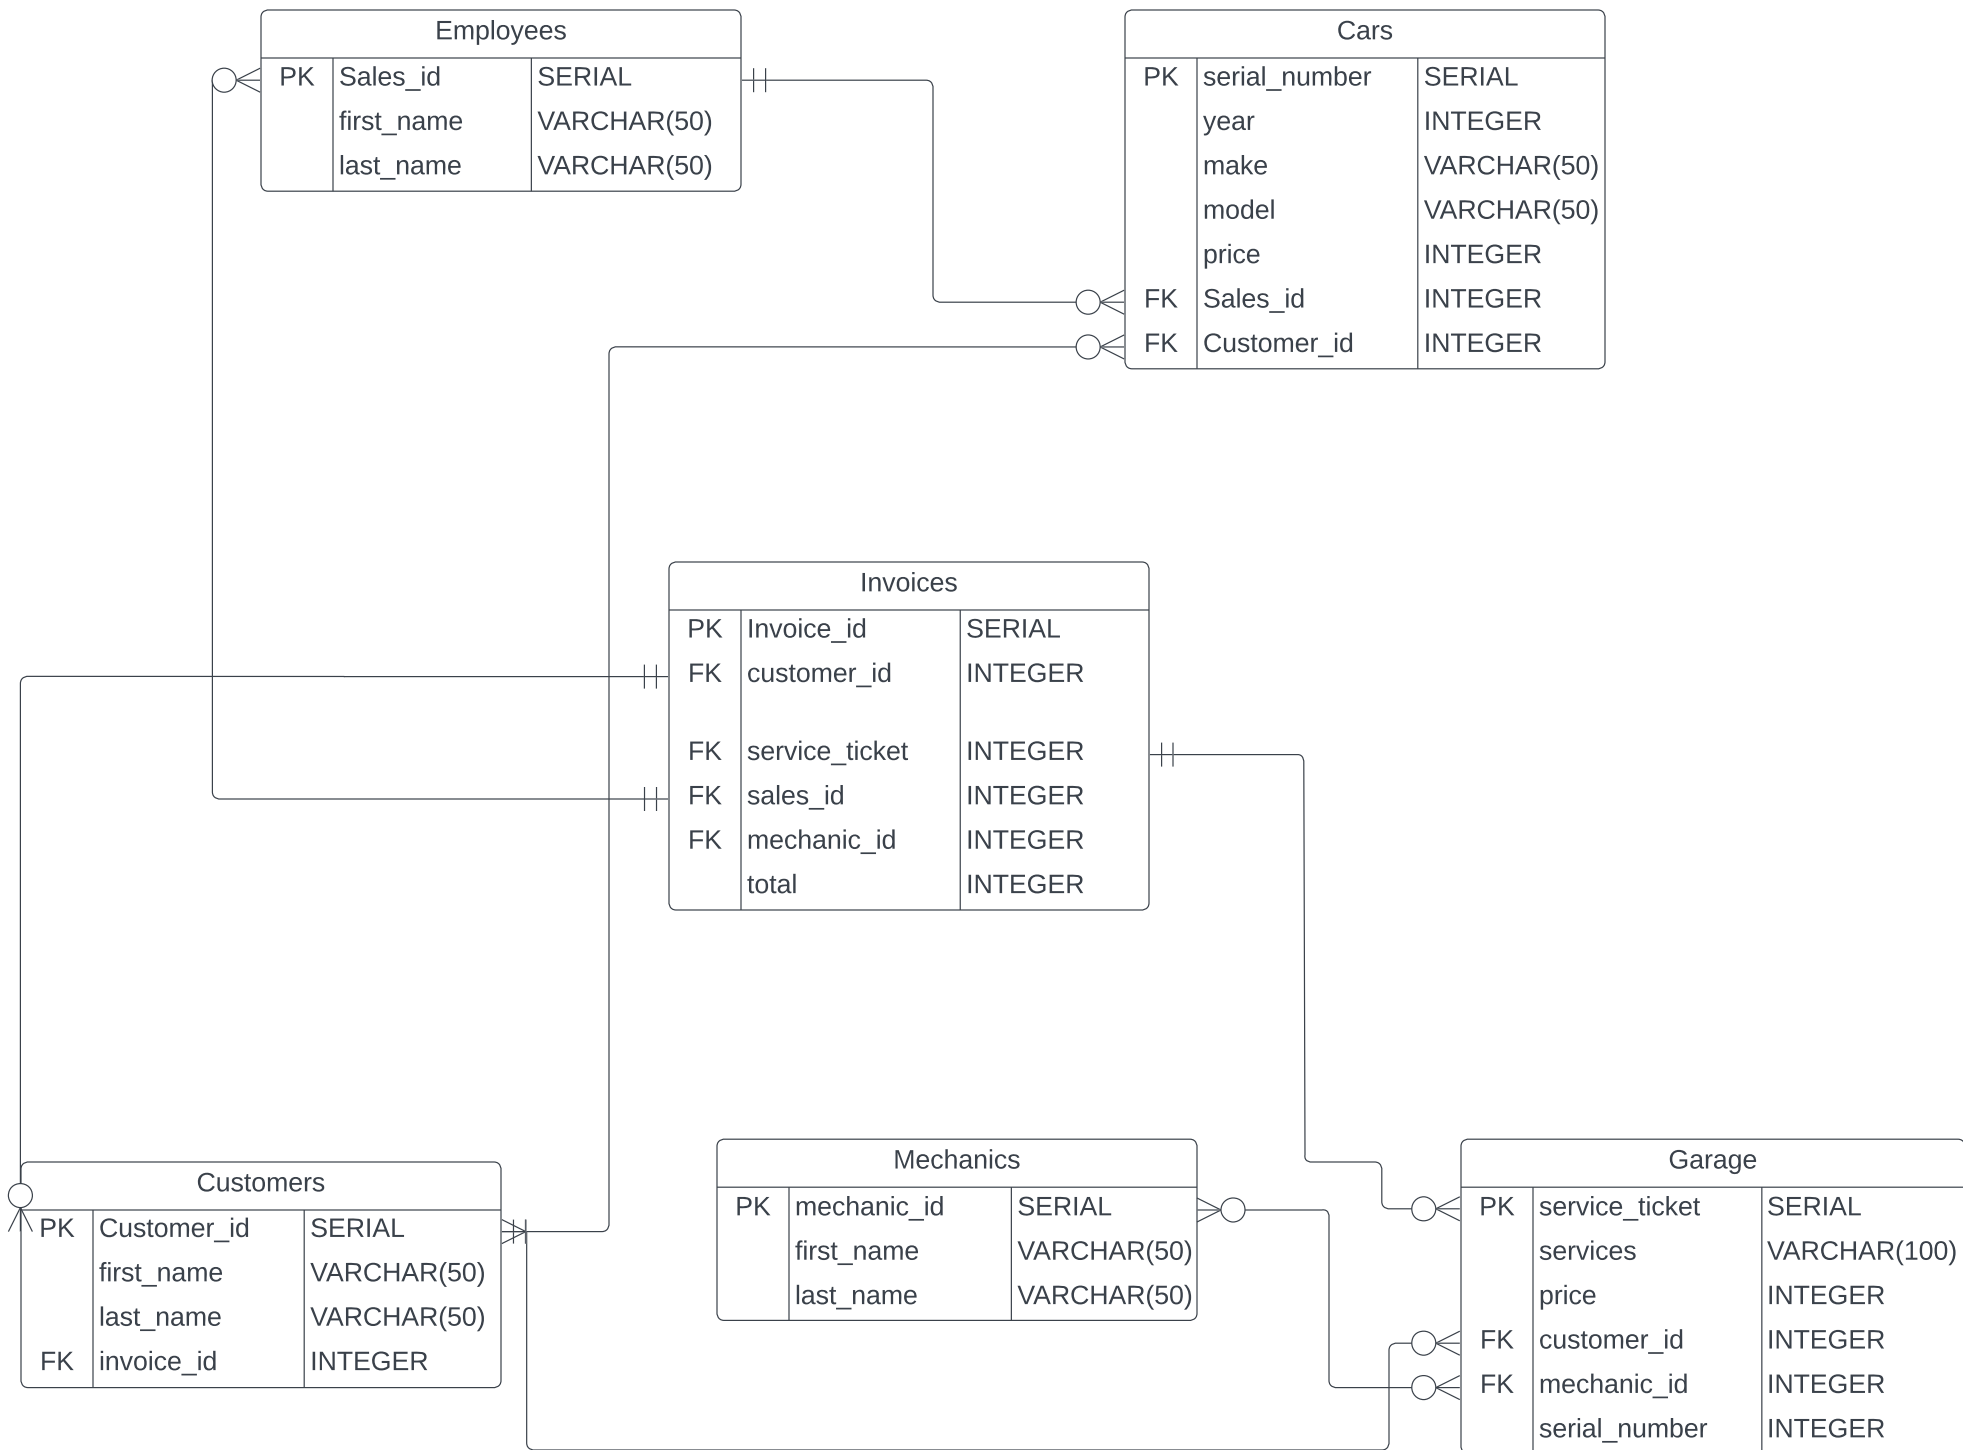 Employees
PK Sales_id SERIAL
first_name VARCHAR(50)
last_name VARCHAR(50)
Cars
PK serial_number SERIAL
year INTEGER
make VARCHAR(50)
model VARCHAR(50)
price INTEGER
FK Sales_id INTEGER
FK Customer_id INTEGER
Invoices
PK Invoice_id SERIAL
FK customer_id INTEGER
FK service_ticket INTEGER
FK sales_id INTEGER
FK mechanic_id INTEGER
total INTEGER
Customers
PK Customer_id SERIAL
first_name VARCHAR(50)
last_name VARCHAR(50)
FK invoice_id INTEGER
Mechanics
PK mechanic_id SERIAL
first_name VARCHAR(50)
last_name VARCHAR(50)
Garage
PK service_ticket SERIAL
services VARCHAR(100)
price INTEGER
FK customer_id INTEGER
FK mechanic_id INTEGER
serial_number INTEGER